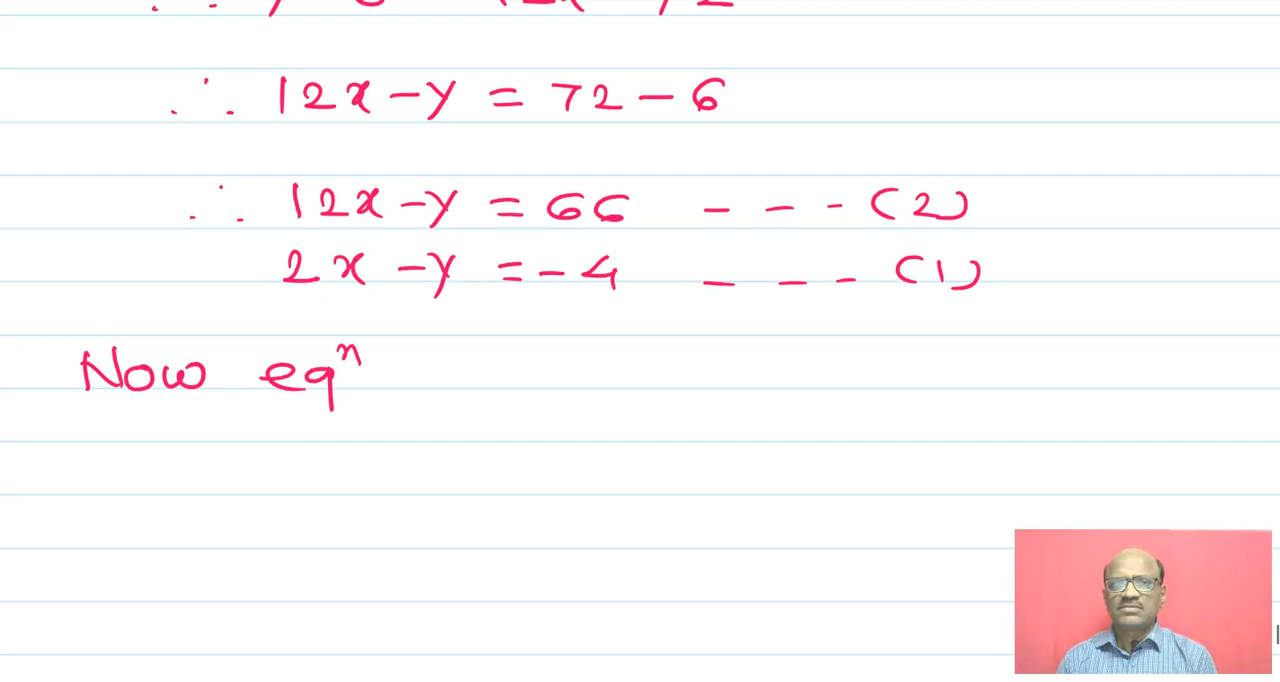 ∴ 12x - y = 72 - 6
∴ 12x - y = 66 - - - (2)
2x - y = -4 - - - (1)
Now eqⁿ